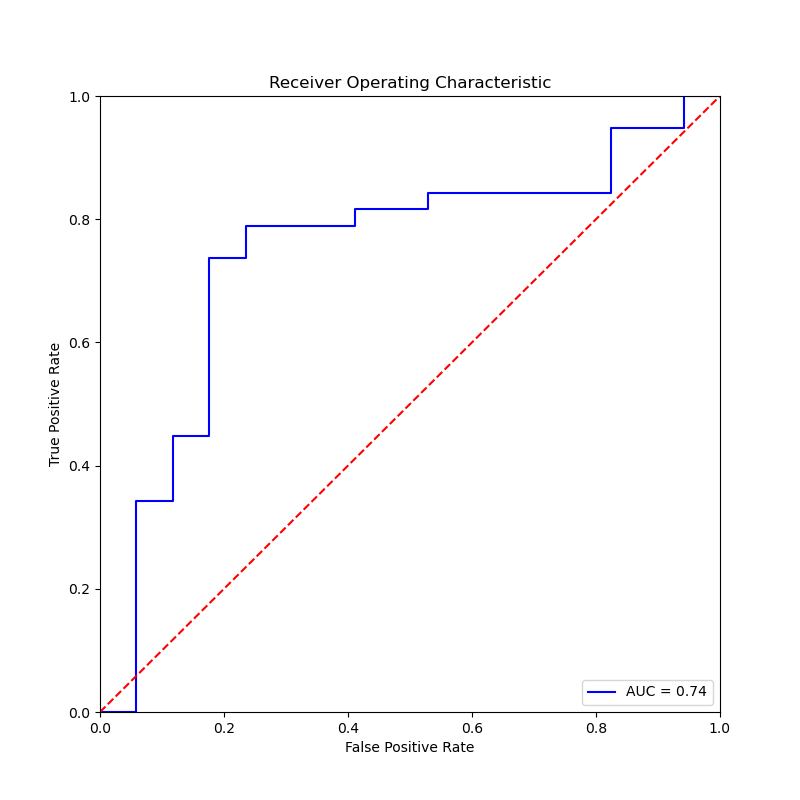 Receiver Operating Characteristic
1.0
0.8
0.6
0.4
0.2
0.0
True Positive Rate
AUC = 0.74
0.0 0.2 0.4 0.6 0.8 1.0
False Positive Rate